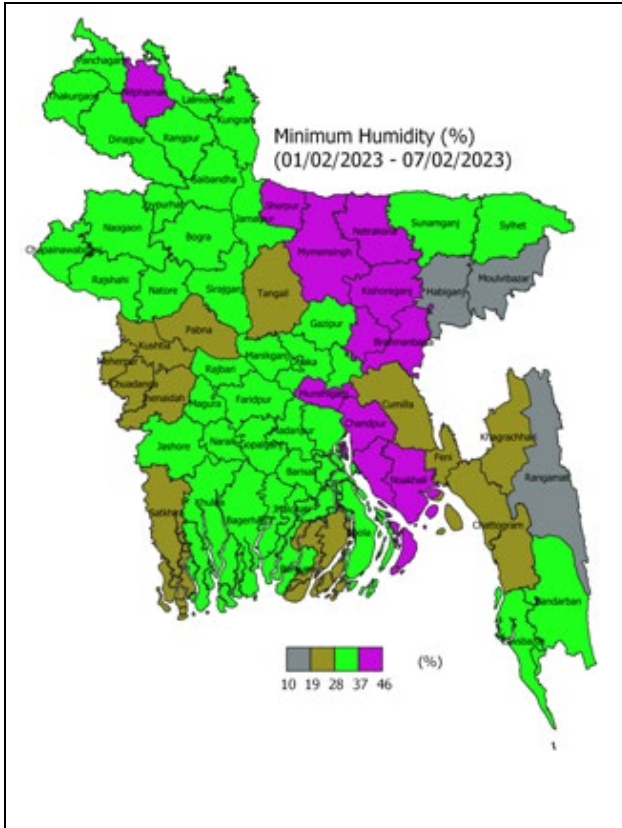 Panchagarh
Nilphamari
Thakurgaon
Lalmonirhat
Kurigram
Dinajpur
Rangpur
Minimum Humidity (%)
(01/02/2023 - 07/02/2023)
Gaibandha
Sherpur
Joypurhat
Jamalpur
Netrakona
Sunamganj
Sylhet
Naogaon
Bogra
Mymensingh
Chapainawabganj
Rajshahi
Natore
Sirajganj
Tangail
Kishoreganj
Habiganj
Moulvibazar
Pabna
Gazipur
Kushtia
Brahmanbaria
Meherpur
Manikganj
Dhaka
Rajbari
Chuadanga
Jhenaidah
Munshiganj
Magura
Faridpur
Cumilla
Chandpur
Khagrachhari
Madaripur
Jashore
Narail
Gopalganj
Feni
Barisal
Noakhali
Rangamati
Satkhira
Khulna
Bagerhat
Bhola
Chattogram
Bandarban
(%)
10 19 28 37 46